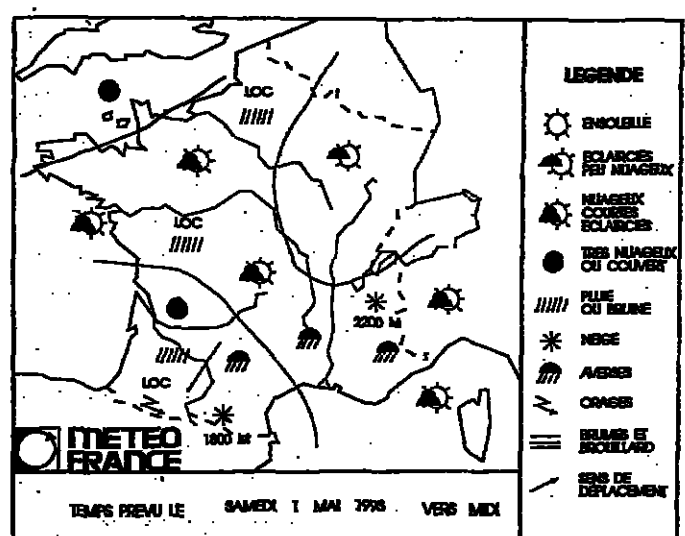 LOC
LOC
2200 M
LOC
1800 M
METEO
FRANCE
TEMPS PREVU LE SAMEDI 1 MAI 1993 VERS MIDI
LEGENDE
ENSOLEILLE
ECLAIRCIES
PEU NUAGEUX
NUAGEUX
COURTES
ECLAIRCIES
TRES NUAGEUX
OU COUVERT
PLUIE
OU BRUINE
NEIGE
AVERSES
ORAGES
BRUMES ET
BROUILLARD
SENS DE
DEPLACEMENT